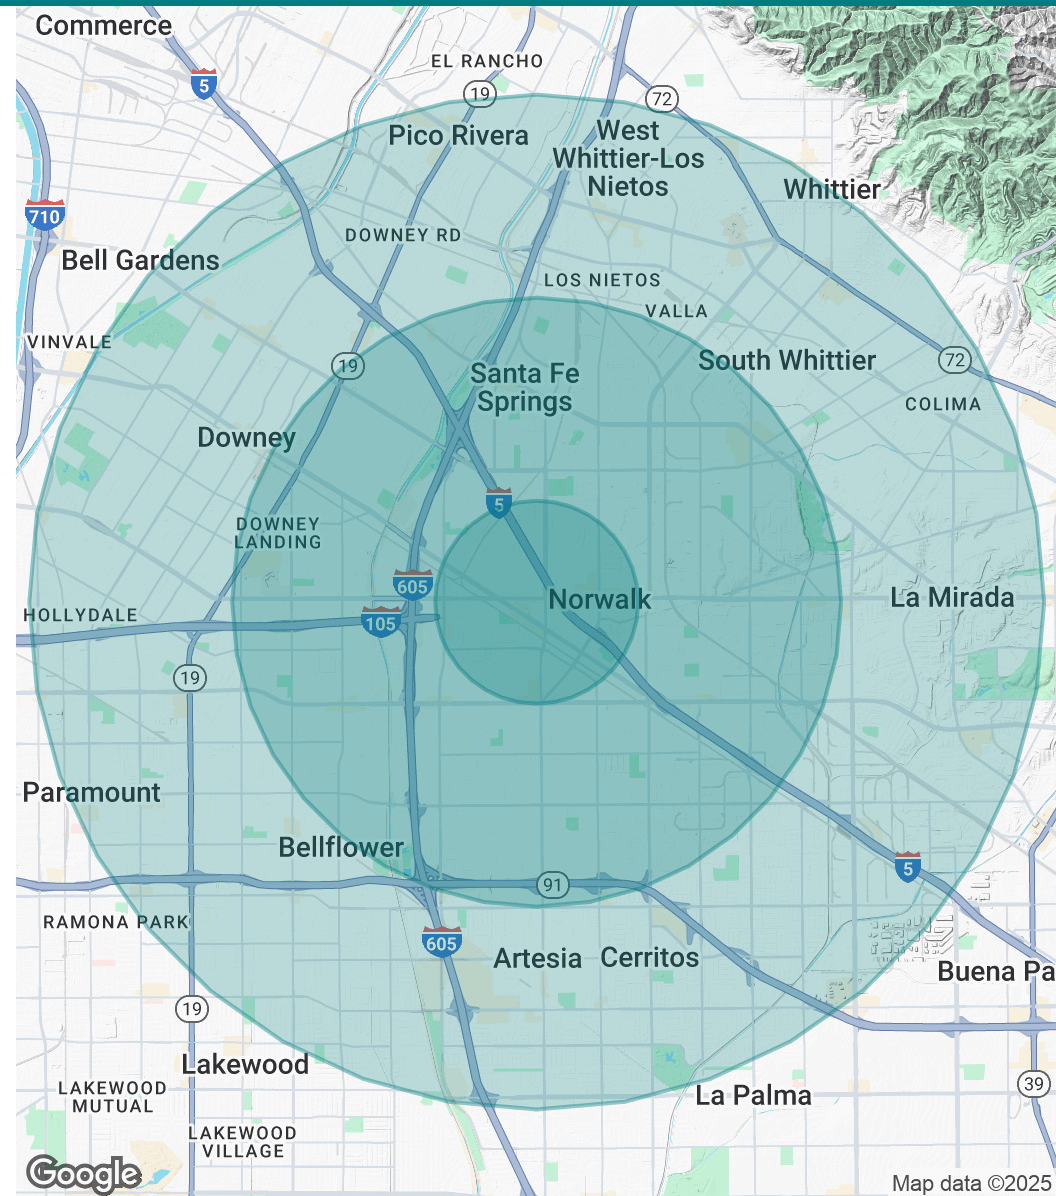 Commerce
EL RANCHO
5
19
72
Pico Rivera
West
Whittier-Los
Nietos
Whittier
710
DOWNEY RD
Bell Gardens
LOS NIETOS
VALLA
VINVALE
19
Santa Fe
Springs
South Whittier
72
COLIMA
Downey
5
DOWNEY
LANDING
605
Norwalk
La Mirada
HOLLYDALE
105
19
Paramount
Bellflower
5
91
RAMONA PARK
605
Artesia
Cerritos
Buena Pa
19
Lakewood
LAKEWOOD
MUTUAL
La Palma
39
LAKEWOOD
VILLAGE
Google
Map data ©2025